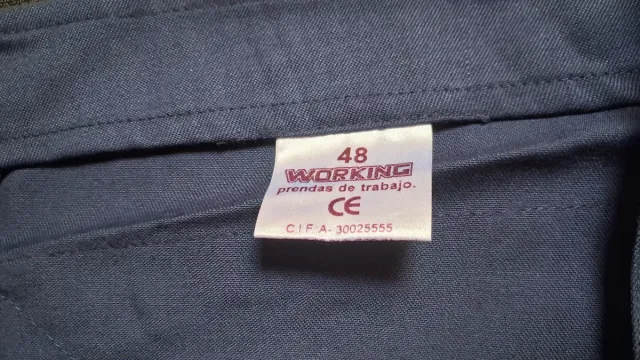 48
WORKING
prendas de trabajo.
CE
C.I.F. A- 30025555